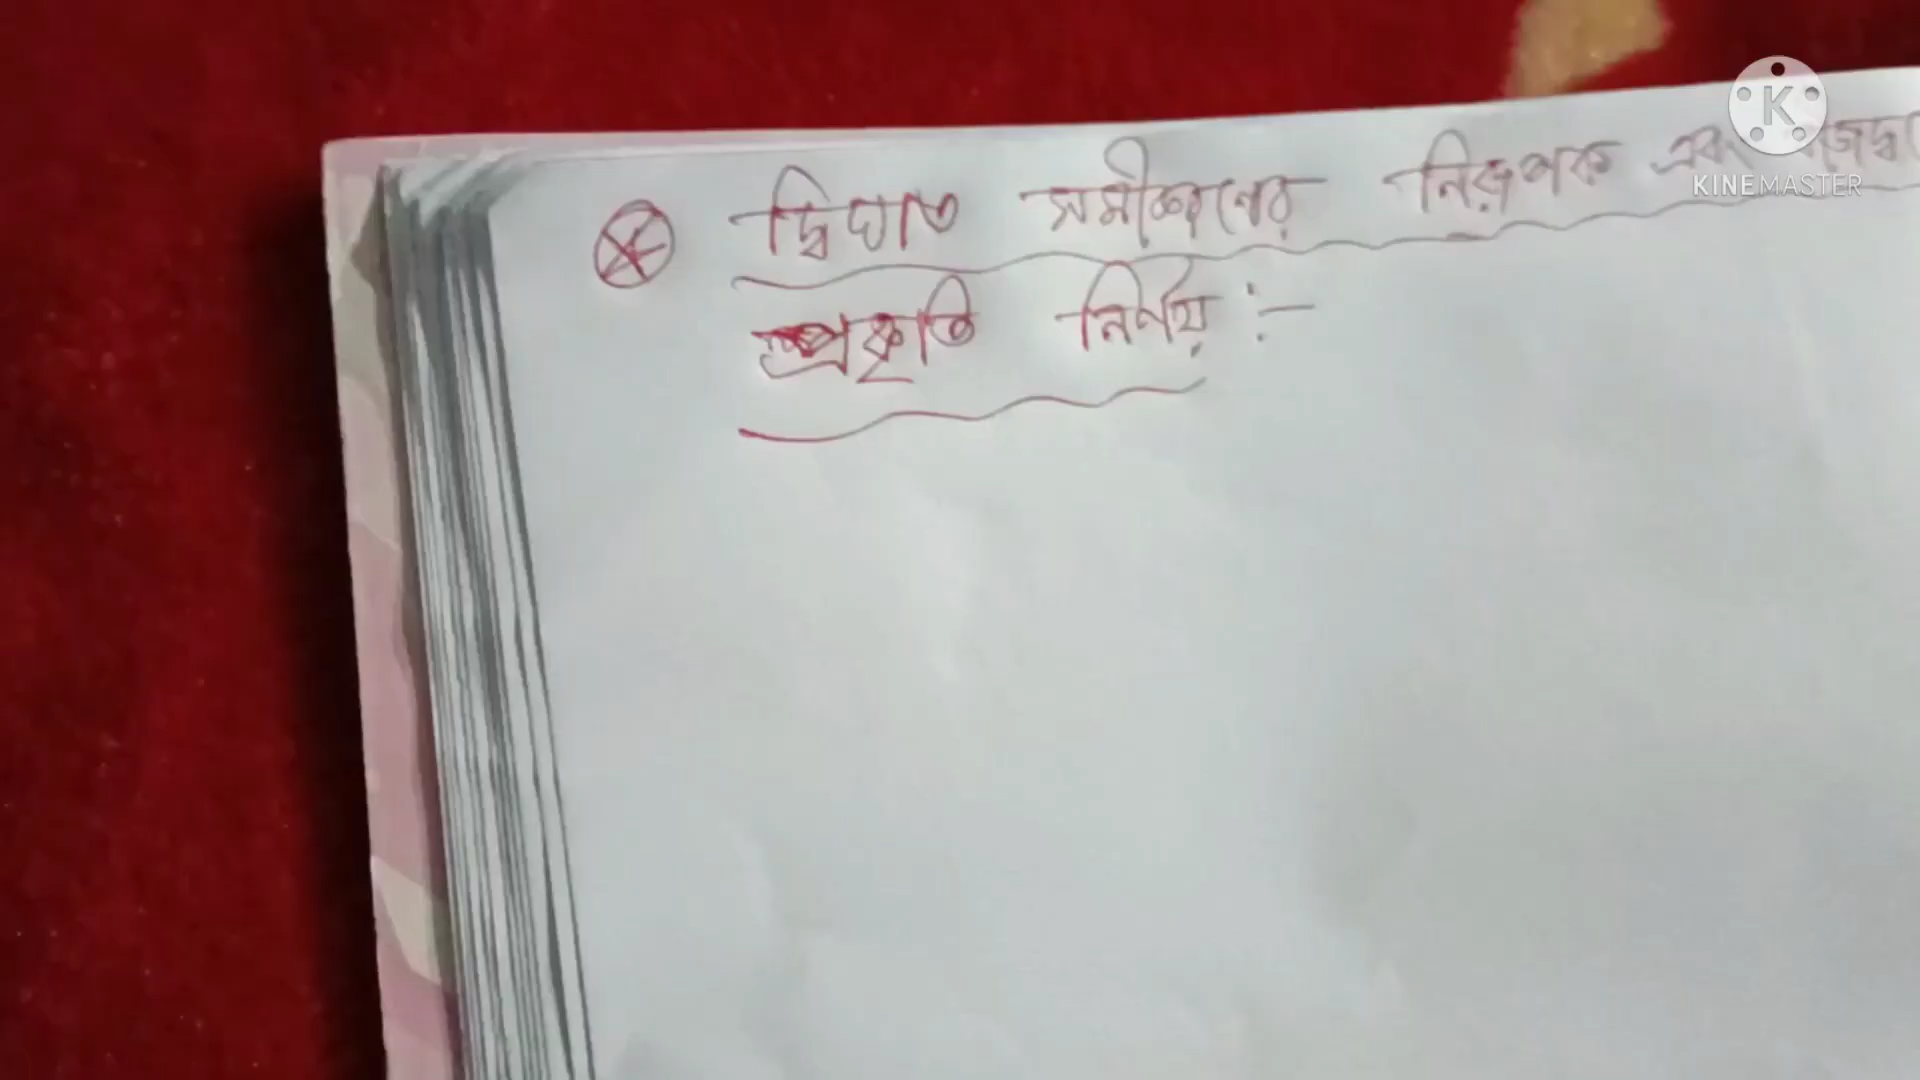 দ্বিঘাত সমীকরণের নিরূপক এবং
প্রকৃতি নির্ণয় :-
KINEMASTER